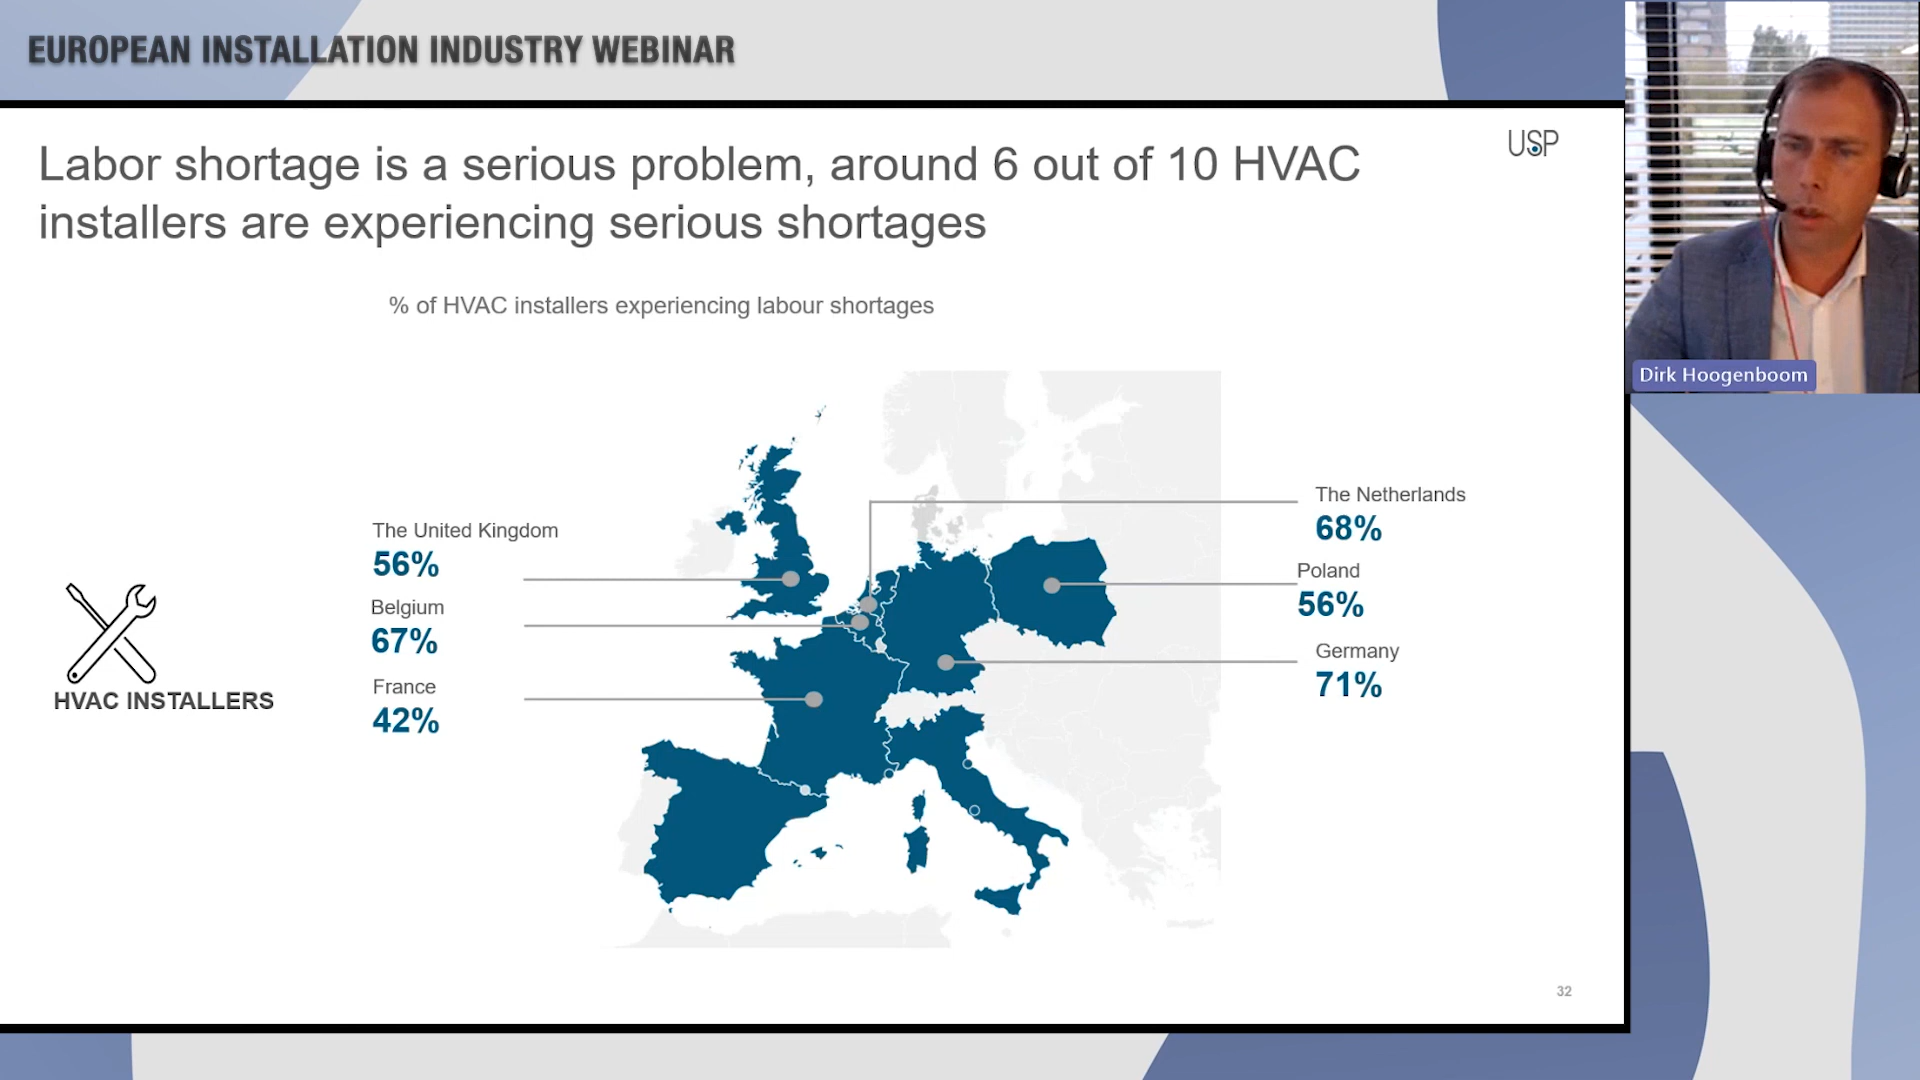 EUROPEAN INSTALLATION INDUSTRY WEBINAR
Labor shortage is a serious problem, around 6 out of 10 HVAC
installers are experiencing serious shortages
USP
% of HVAC installers experiencing labour shortages
HVAC INSTALLERS
The United Kingdom
56%
Belgium
67%
France
42%
The Netherlands
68%
Poland
56%
Germany
71%
32
Dirk Hoogenboom